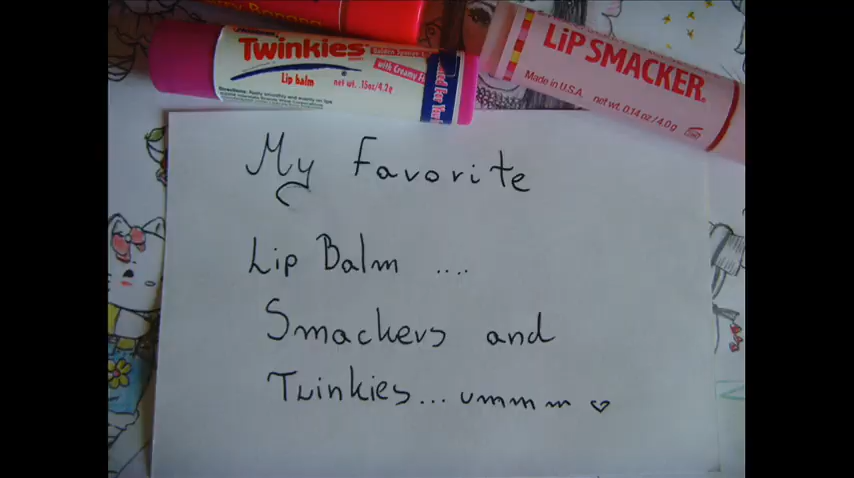 Twinkies
Lip balm
net wt. .15oz/4.2g
LiP SMACKER
Made in U.S.A. net wt. 0.14 oz/4.0g
My Favorite
Lip Balm ....
Smackers and
Twinkies...ummmm ♡